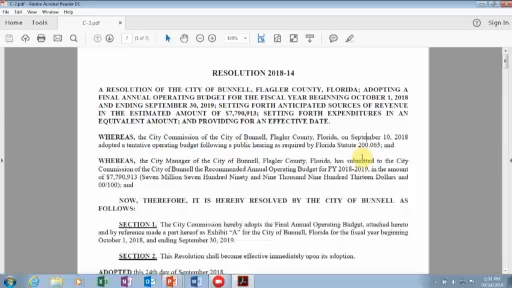 C-3.pdf - Adobe Acrobat Reader DC
File Edit View Window Help
Home Tools C-3.pdf × Sign In
(1 of 7)
RESOLUTION 2018-14
A RESOLUTION OF THE CITY OF BUNNELL, FLAGLER COUNTY, FLORIDA; ADOPTING A
FINAL ANNUAL OPERATING BUDGET FOR THE FISCAL YEAR BEGINNING OCTOBER 1, 2018
AND ENDING SEPTEMBER 30, 2019; SETTING FORTH ANTICIPATED SOURCES OF REVENUE
IN THE ESTIMATED AMOUNT OF $7,790,913; SETTING FORTH EXPENDITURES IN AN
EQUIVALENT AMOUNT; AND PROVIDING FOR AN EFFECTIVE DATE.
WHEREAS, the City Commission of the City of Bunnell, Flagler County, Florida, on September 10, 2018
adopted a tentative operating budget following a public hearing as required by Florida Statute 200.065; and
WHEREAS, the City Manager of the City of Bunnell, Flagler County, Florida, has submitted to the City
Commission of the City of Bunnell the Recommended Annual Operating Budget for FY 2018-2019, in the amount
of $7,790,913 (Seven Million Seven Hundred Ninety and Nine Thousand Nine Hundred Thirteen Dollars and
00/100); and
NOW, THEREFORE, IT IS HEREBY RESOLVED BY THE CITY OF BUNNELL AS
FOLLOWS:
SECTION 1. The City Commission hereby adopts the Final Annual Operating Budget, attached hereto
and by reference made a part hereof as Exhibit "A" for the City of Bunnell, Florida for the fiscal year beginning
October 1, 2018, and ending September 30, 2019.
SECTION 2. This Resolution shall become effective immediately upon its adoption.
ADOPTED this 24th day of September 2018.